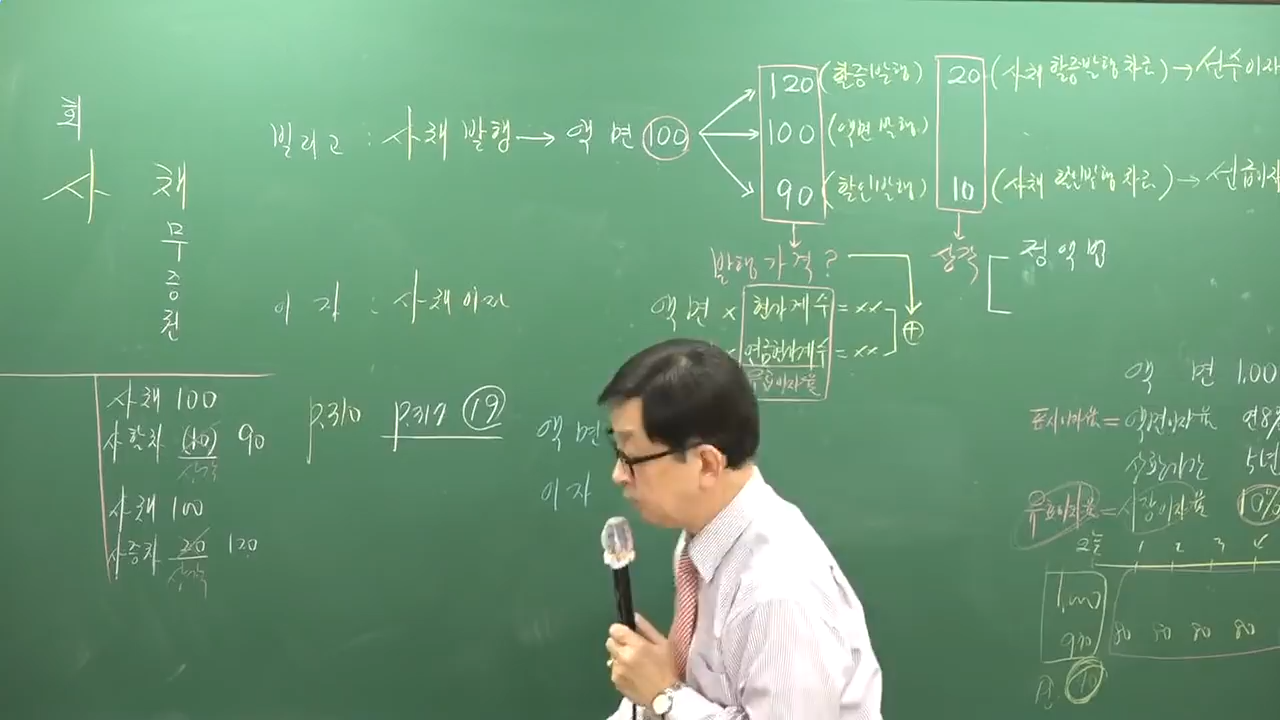 회
사 채
무
증
권
빌리고 : 사채 발행 → 액 면 100
120 (할증발행)
100 (액면 발행)
90 (할인발행)
20 (사채 할증발행 차금) → 선수이자
10 (사채 할인발행 차금) → 선급이자
발행가격?
상각
정 액 법
이 자 : 사채이자
액 면 × 현가계수 = ××
연금현가계수 = ××
유효이자율
⊕
사채 100
사할차 (10) 90
상각
사채 100
사증차 20 120
상각
P.310 P.317 19
액 면
이 자
액 면 1,00
표시이자율 = 액면이자율 연8%
상환기간 5년
유효이자율 = 시장이자율 10%
1 2 3 4
1,000
80 80 80 80